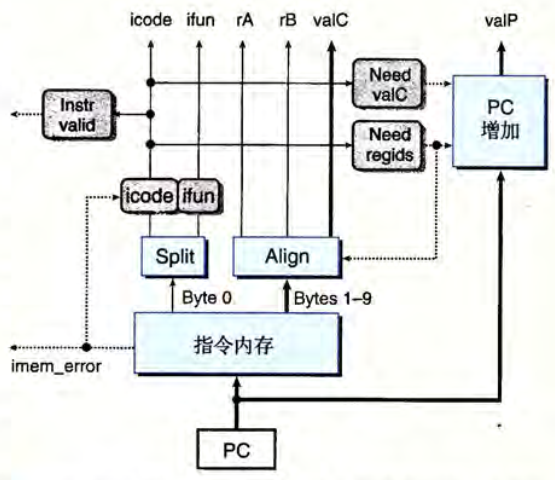 icode ifun rA rB valC valP
Need
valC
Instr
valid
PC
增加
Need
regids
icode ifun
Split
Align
Byte 0
Bytes 1–9
指令内存
imem_error
PC